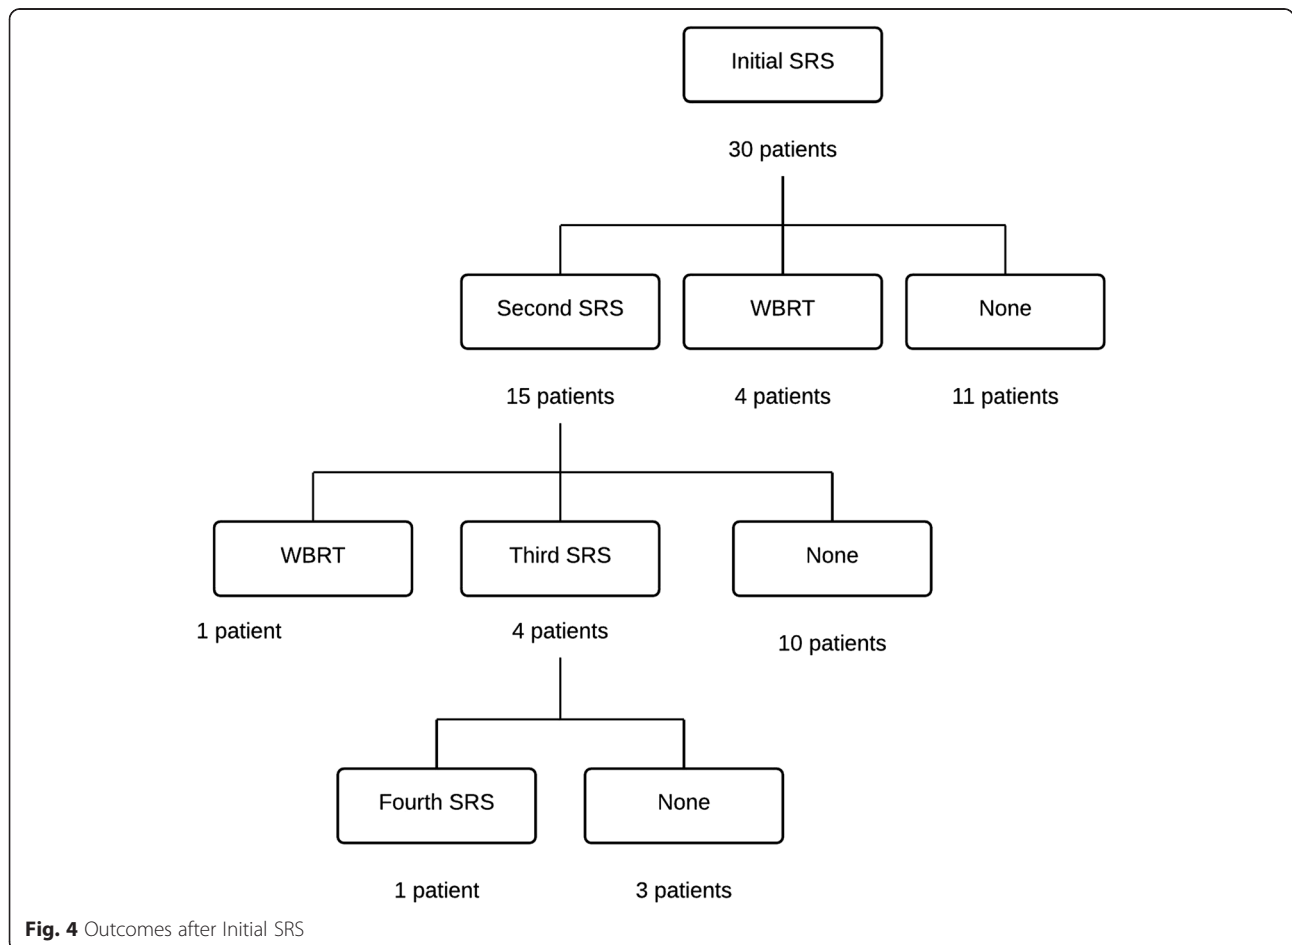 Initial SRS
30 patients
Second SRS
WBRT
None
15 patients
4 patients
11 patients
WBRT
Third SRS
None
1 patient
4 patients
10 patients
Fourth SRS
None
1 patient
3 patients
Fig. 4 Outcomes after Initial SRS